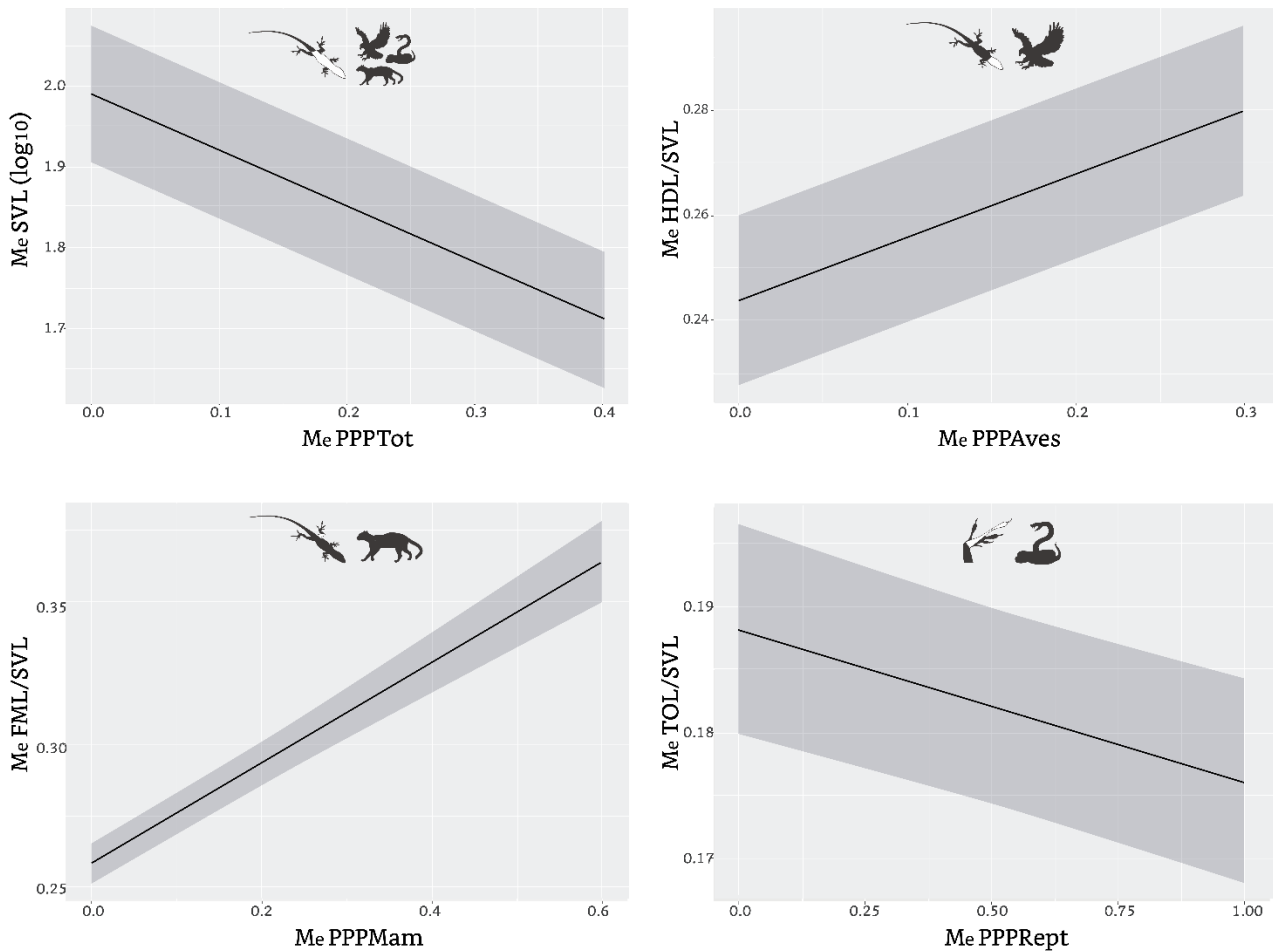 Me SVL (log10)
2.0
1.9
1.8
1.7
0.0 0.1 0.2 0.3 0.4
Me PPPTot
Me HDL/SVL
0.28
0.26
0.24
0.0 0.1 0.2 0.3
Me PPPAves
Me FML/SVL
0.35
0.30
0.25
0.0 0.2 0.4 0.6
Me PPPMam
Me TOL/SVL
0.19
0.18
0.17
0.0 0.25 0.50 0.75 1.00
Me PPPRept